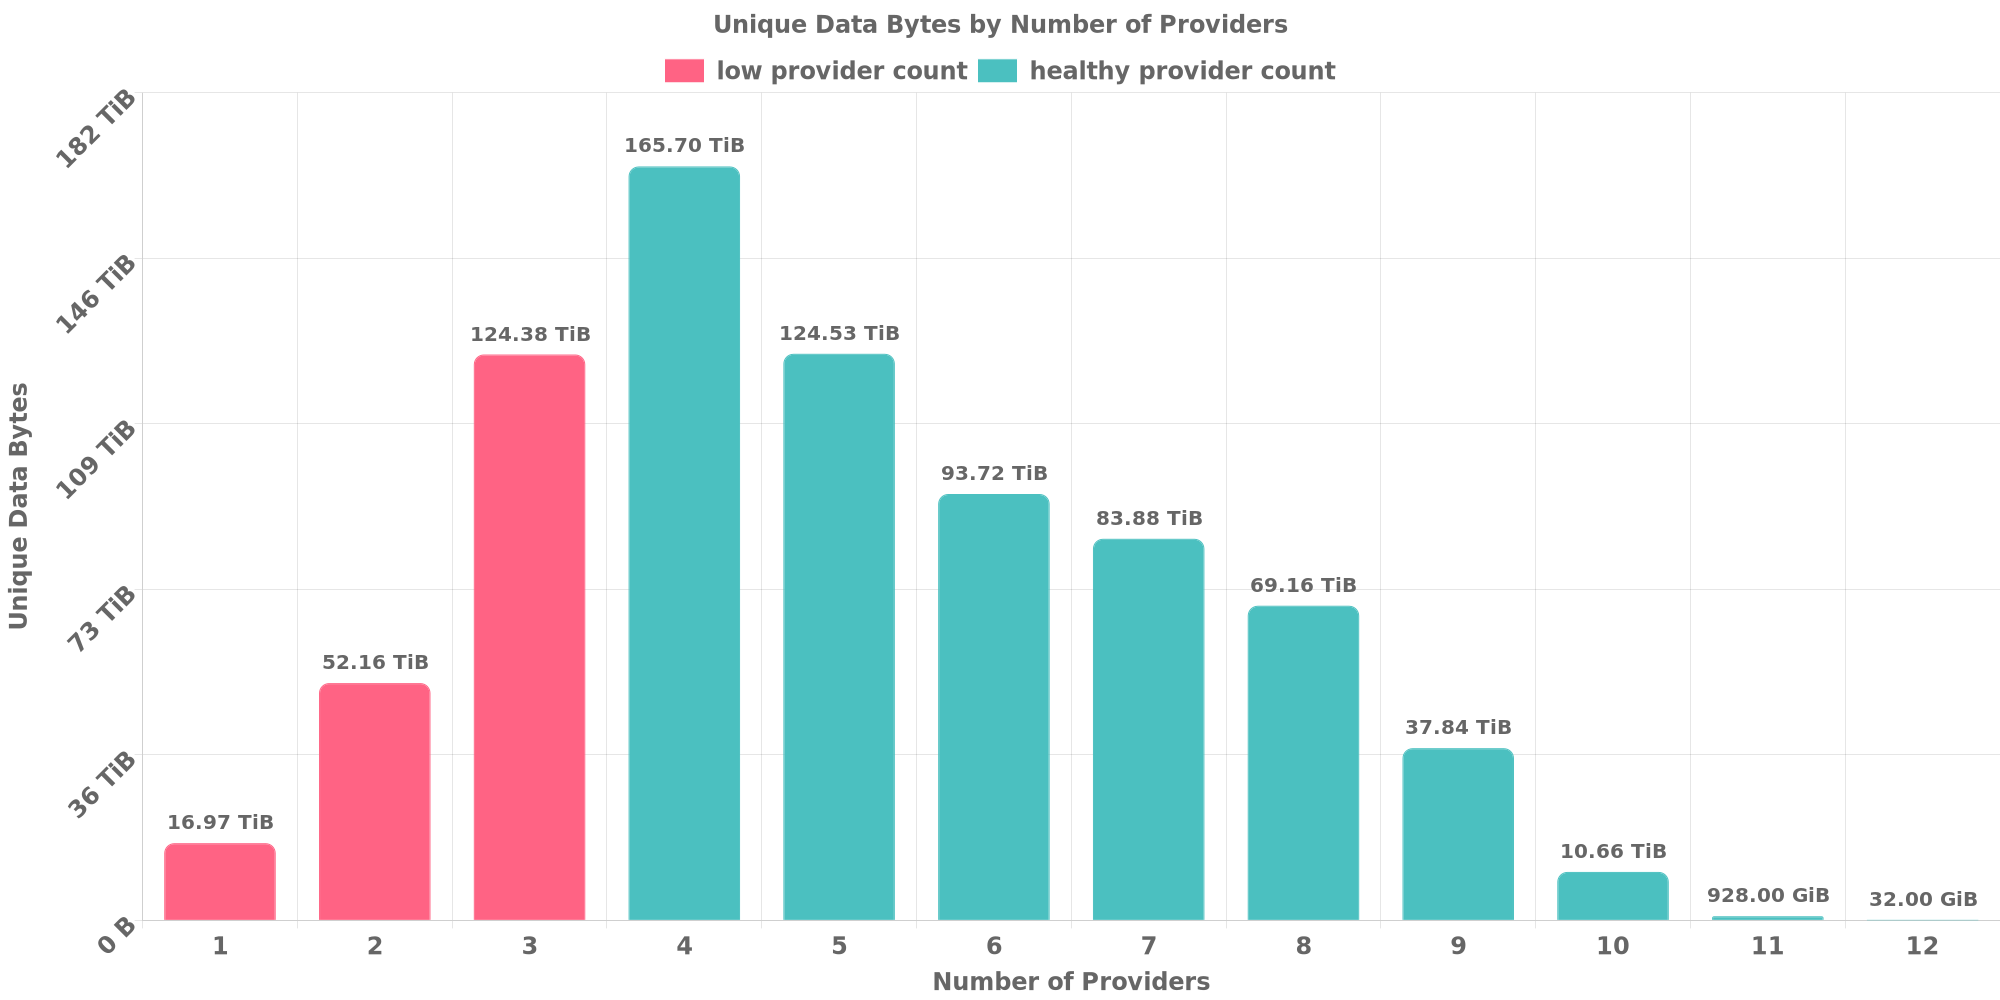 Unique Data Bytes by Number of Providers
low provider count healthy provider count
182 TiB
146 TiB
109 TiB
73 TiB
36 TiB
0 B
Unique Data Bytes
16.97 TiB
52.16 TiB
124.38 TiB
165.70 TiB
124.53 TiB
93.72 TiB
83.88 TiB
69.16 TiB
37.84 TiB
10.66 TiB
928.00 GiB
32.00 GiB
1 2 3 4 5 6 7 8 9 10 11 12
Number of Providers